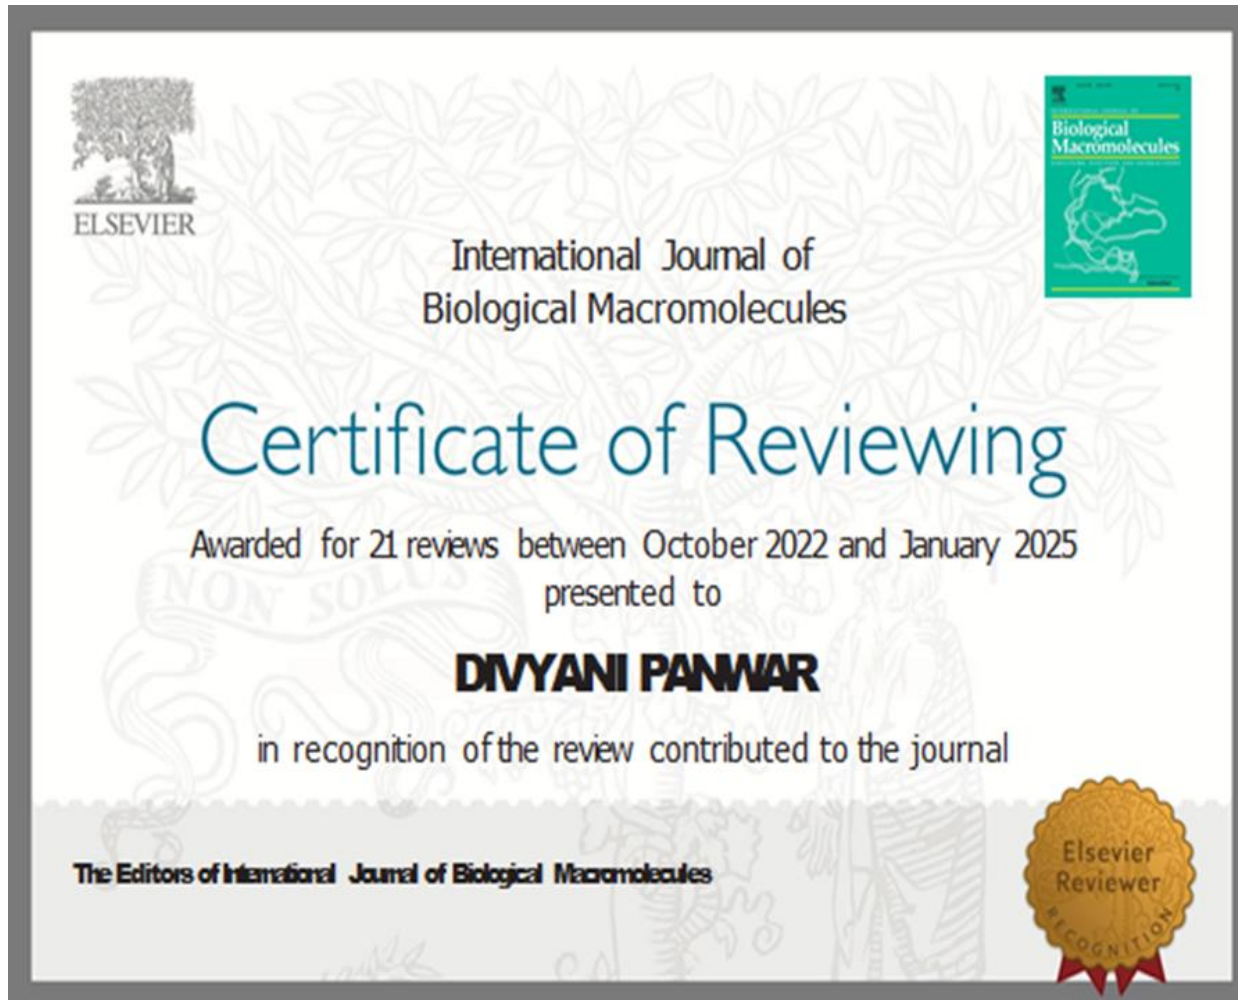 ELSEVIER
Biological
Macromolecules
International Journal of
Biological Macromolecules
Certificate of Reviewing
Awarded for 21 reviews between October 2022 and January 2025
presented to
NON SOLUS
DIVYANI PANWAR
in recognition of the review contributed to the journal
The Editors of International Journal of Biological Macromolecules
Elsevier
Reviewer
RECOGNITION